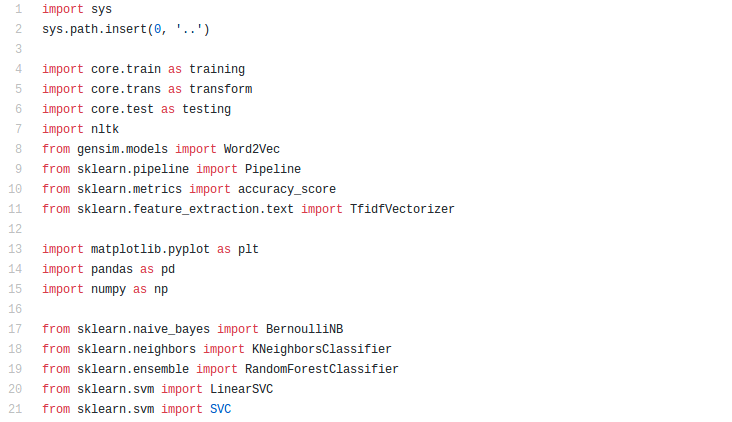 1 import sys
2 sys.path.insert(0, '..')
3
4 import core.train as training
5 import core.trans as transform
6 import core.test as testing
7 import nltk
8 from gensim.models import Word2Vec
9 from sklearn.pipeline import Pipeline
10 from sklearn.metrics import accuracy_score
11 from sklearn.feature_extraction.text import TfidfVectorizer
12
13 import matplotlib.pyplot as plt
14 import pandas as pd
15 import numpy as np
16
17 from sklearn.naive_bayes import BernoulliNB
18 from sklearn.neighbors import KNeighborsClassifier
19 from sklearn.ensemble import RandomForestClassifier
20 from sklearn.svm import LinearSVC
21 from sklearn.svm import SVC